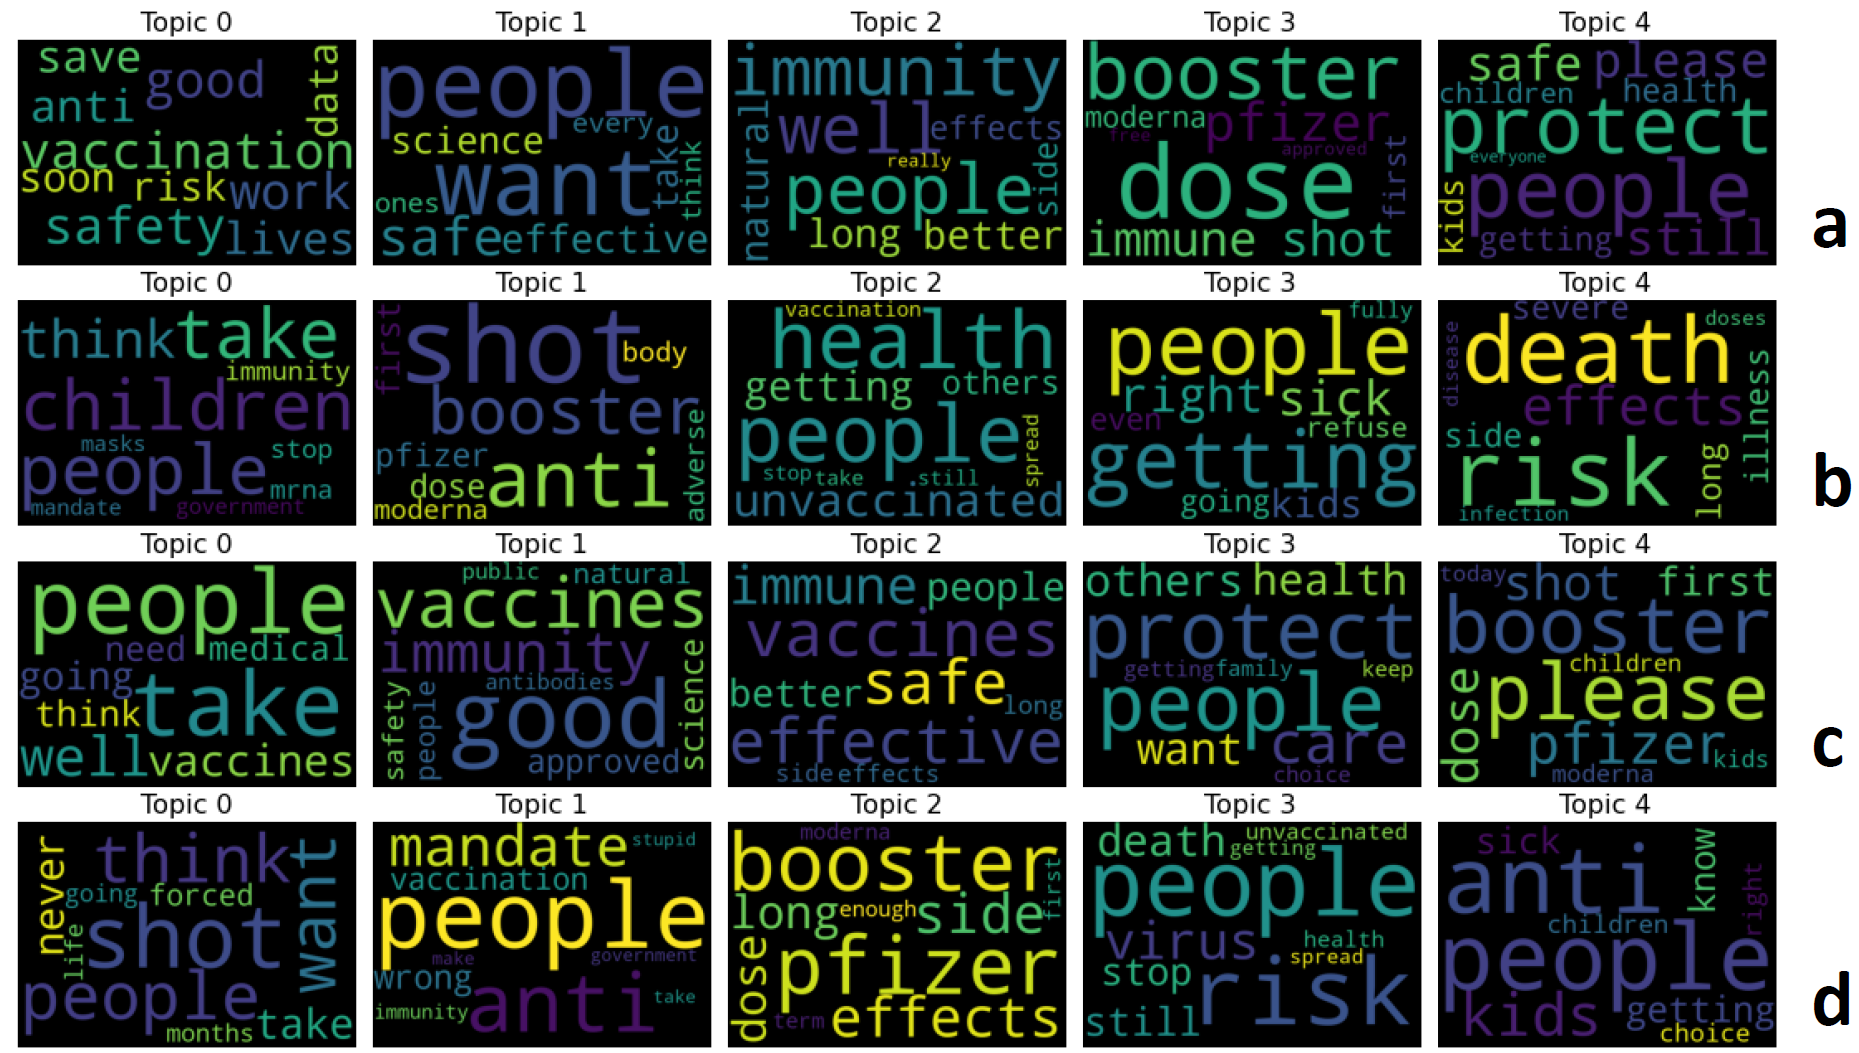 Topic 0 Topic 1 Topic 2 Topic 3 Topic 4
save good data anti vaccination soon risk work safety lives
people science every want take think ones safe effective
immunity natural well effects really people side long better
booster moderna pfizer free approved dose first immune shot
safe please children health protect everyone kids people getting still
a
Topic 0 Topic 1 Topic 2 Topic 3 Topic 4
think take immunity children masks stop people mrna mandate government
first shot body booster pfizer adverse dose anti moderna
vaccination health getting others people spread stop take still unvaccinated
people fully right sick even refuse getting going kids
severe death doses disease effects illness side risk long infection
b
Topic 0 Topic 1 Topic 2 Topic 3 Topic 4
people need medical going think take well vaccines
public natural vaccines immunity antibodies safety people good science approved
immune people vaccines better safe long effective side effects
others health protect getting family keep people want care choice
today shot first booster children dose please pfizer kids moderna
c
Topic 0 Topic 1 Topic 2 Topic 3 Topic 4
never think want going forced life shot people months take
mandate stupid vaccination people make government wrong anti take immunity
moderna booster first long enough side dose pfizer term effects
death unvaccinated getting people virus health spread stop risk still
sick know anti right children people kids getting choice
d